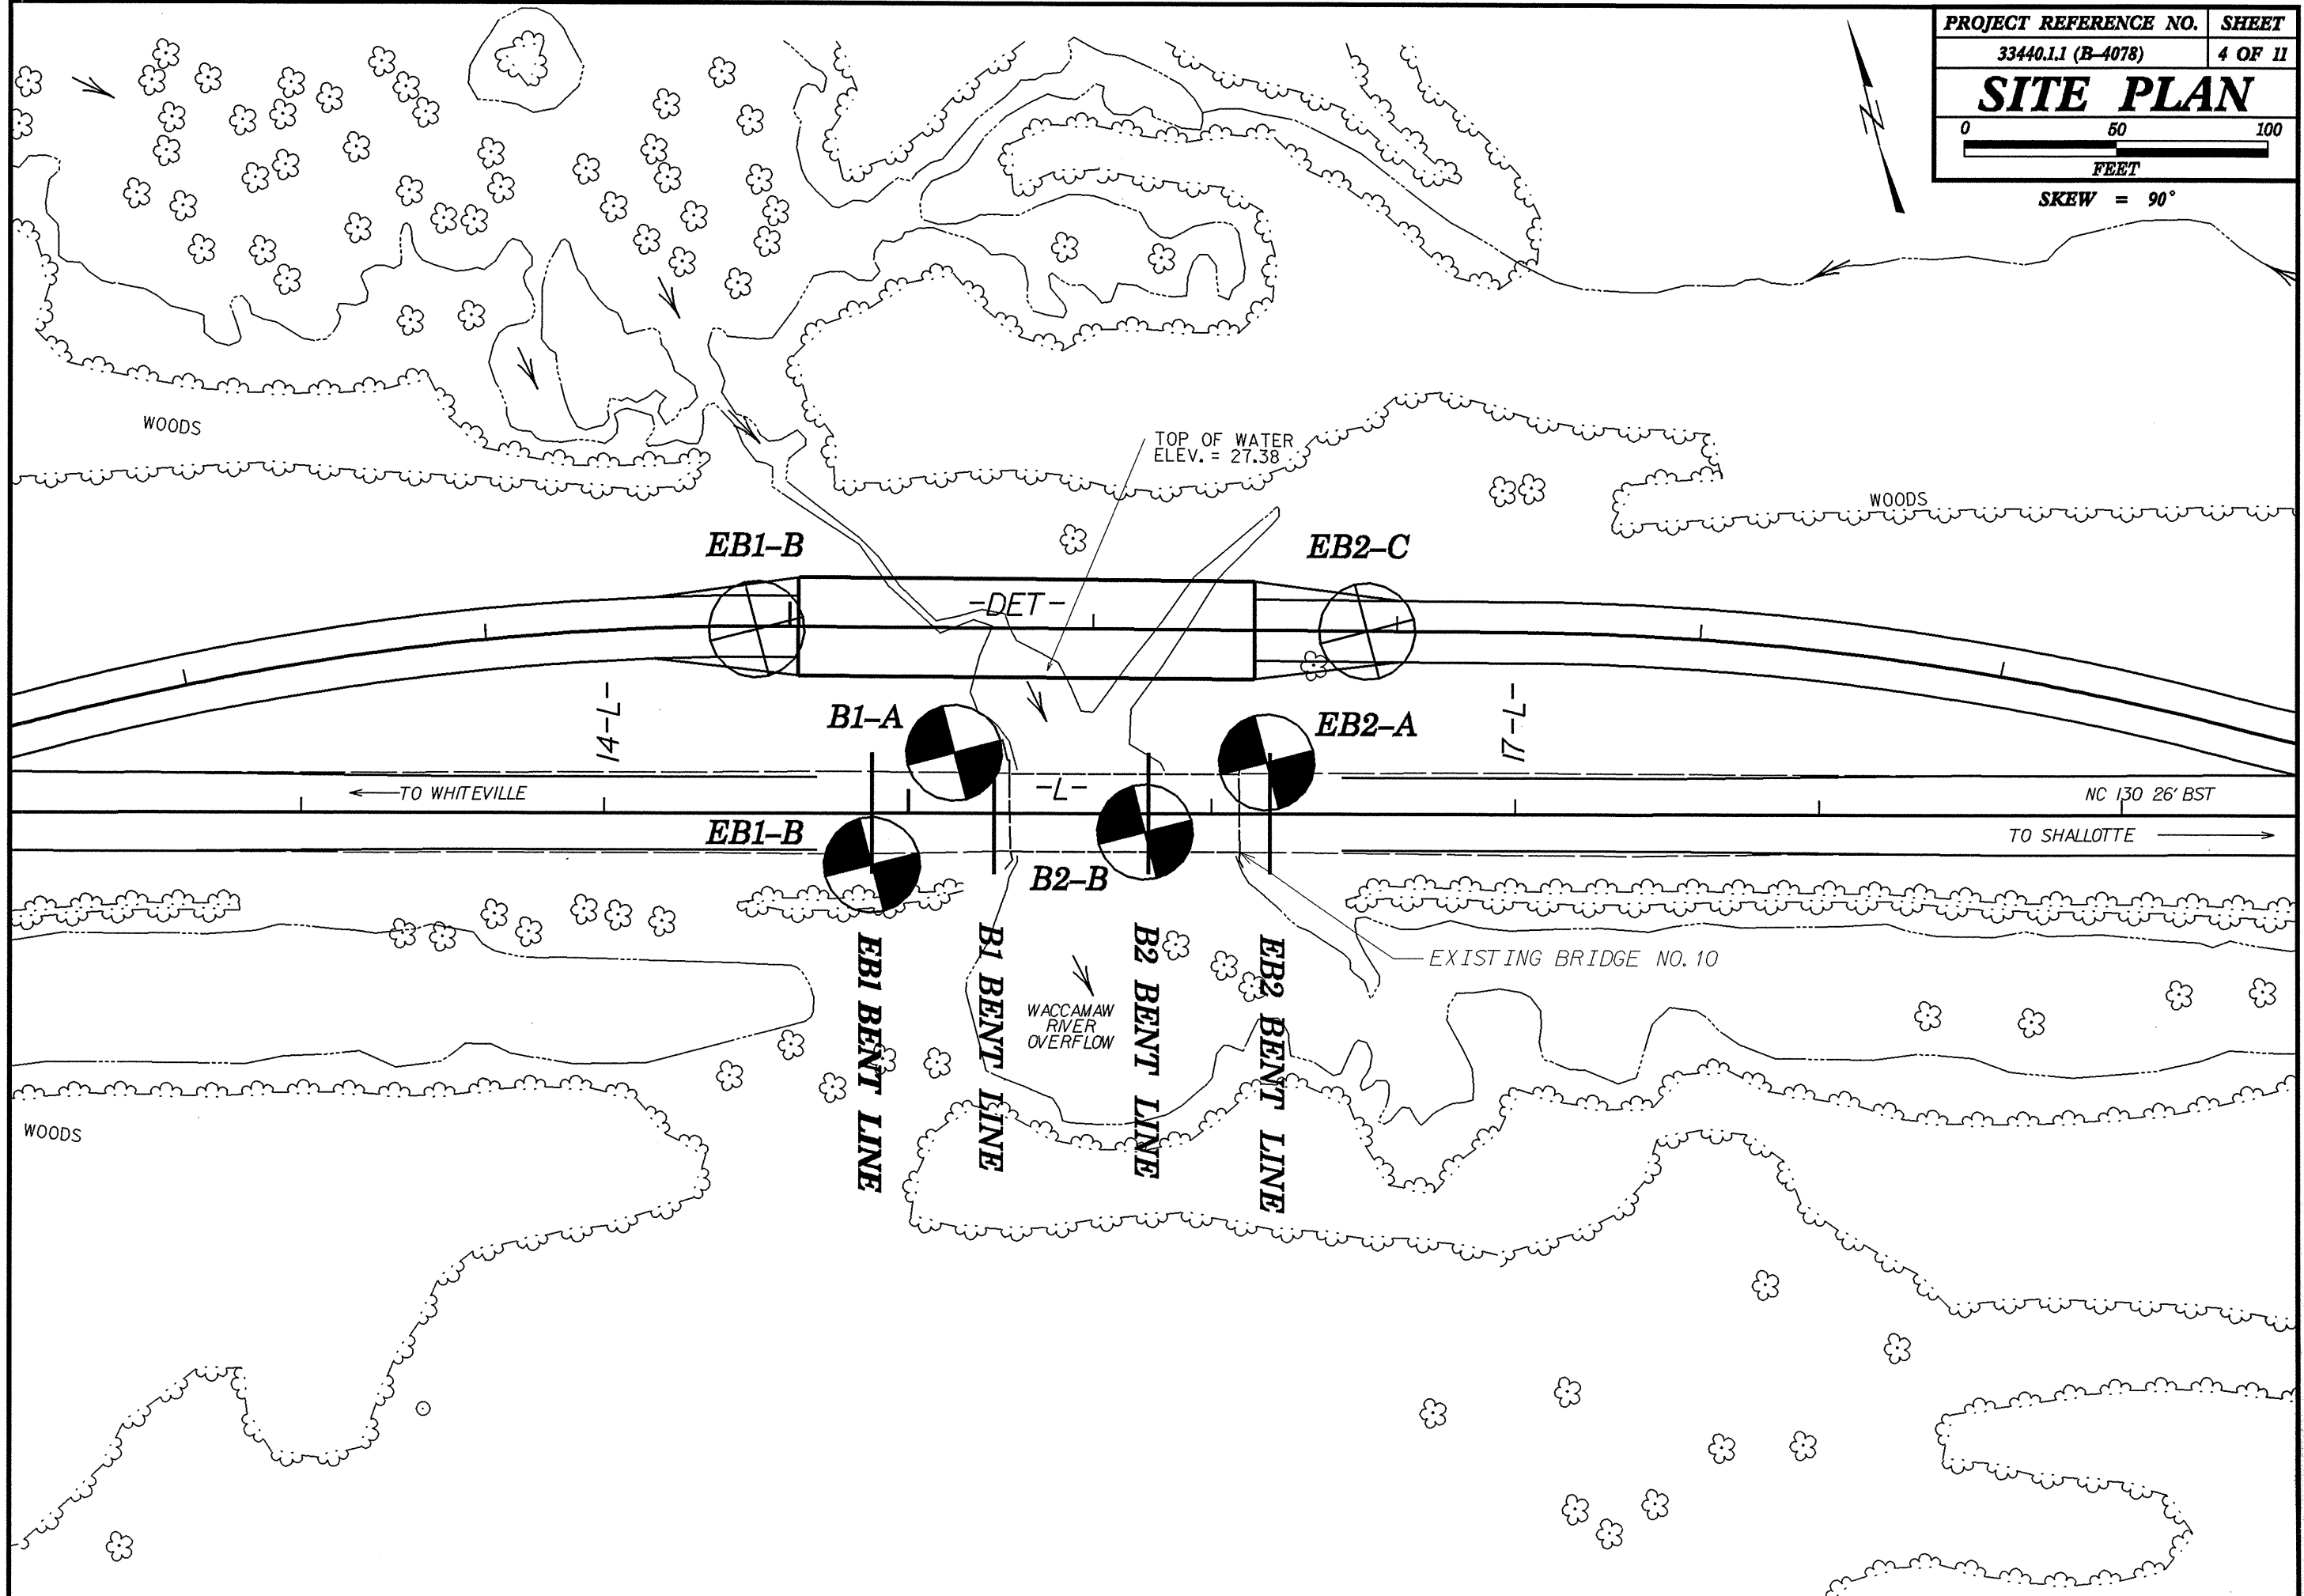 PROJECT REFERENCE NO. SHEET
33440.1.1 (B-4078) 4 OF 11
SITE PLAN
0 50 100
FEET
SKEW = 90°
N
WOODS
TOP OF WATER
ELEV. = 27.38
WOODS
EB1-B
EB2-C
-DET-
14-L-
B1-A
EB2-A
17-L-
TO WHITEVILLE
-L-
NC 130 26' BST
EB1-B
TO SHALLOTTE
B2-B
EB1 BENT LINE
B1 BENT LINE
B2 BENT LINE
EB2 BENT LINE
EXISTING BRIDGE NO. 10
WACCAMAW
RIVER
OVERFLOW
WOODS